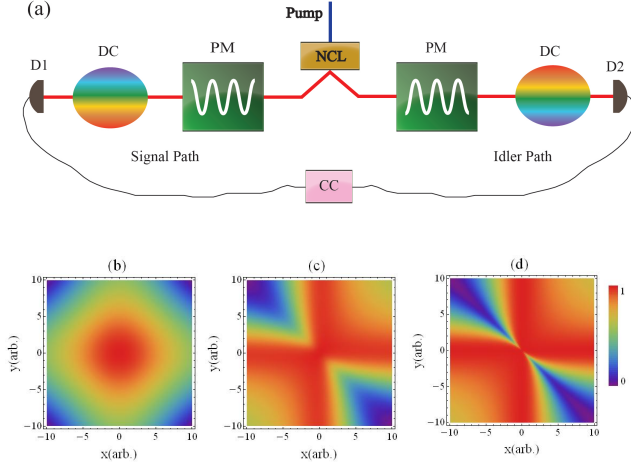 (a)
Pump
DC
PM
NCL
PM
DC
D1
D2
Signal Path
Idler Path
CC
(b)
(c)
(d)
10
5
0
−5
−10
y(arb.)
−10
−5
0
5
10
x(arb.)
10
5
0
−5
−10
y(arb.)
−10
−5
0
5
10
x(arb.)
10
5
0
−5
−10
y(arb.)
−10
−5
0
5
10
x(arb.)
1
0